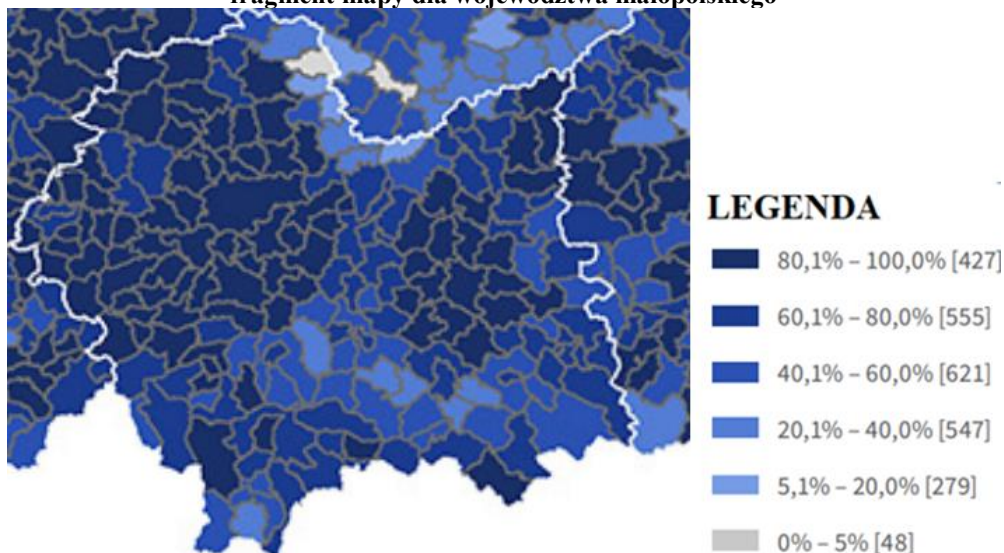 fragment mapy dla województwa małopolskiego
LEGENDA
80,1% – 100,0% [427]
60,1% – 80,0% [555]
40,1% – 60,0% [621]
20,1% – 40,0% [547]
5,1% – 20,0% [279]
0% – 5% [48]